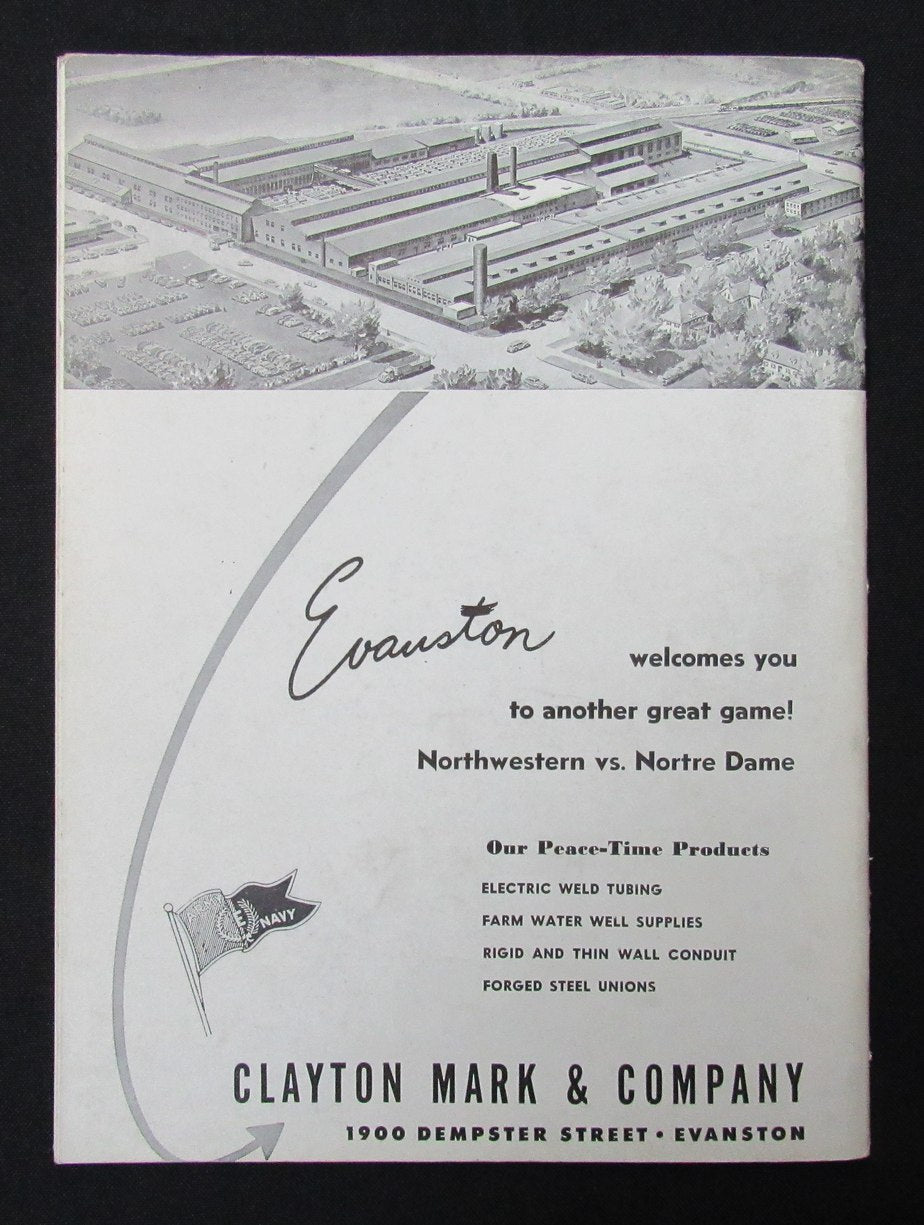 Evanston
welcomes you
to another great game!
Northwestern vs. Nortre Dame
Our Peace-Time Products
ELECTRIC WELD TUBING
FARM WATER WELL SUPPLIES
RIGID AND THIN WALL CONDUIT
FORGED STEEL UNIONS
E NAVY
CLAYTON MARK & COMPANY
1900 DEMPSTER STREET • EVANSTON